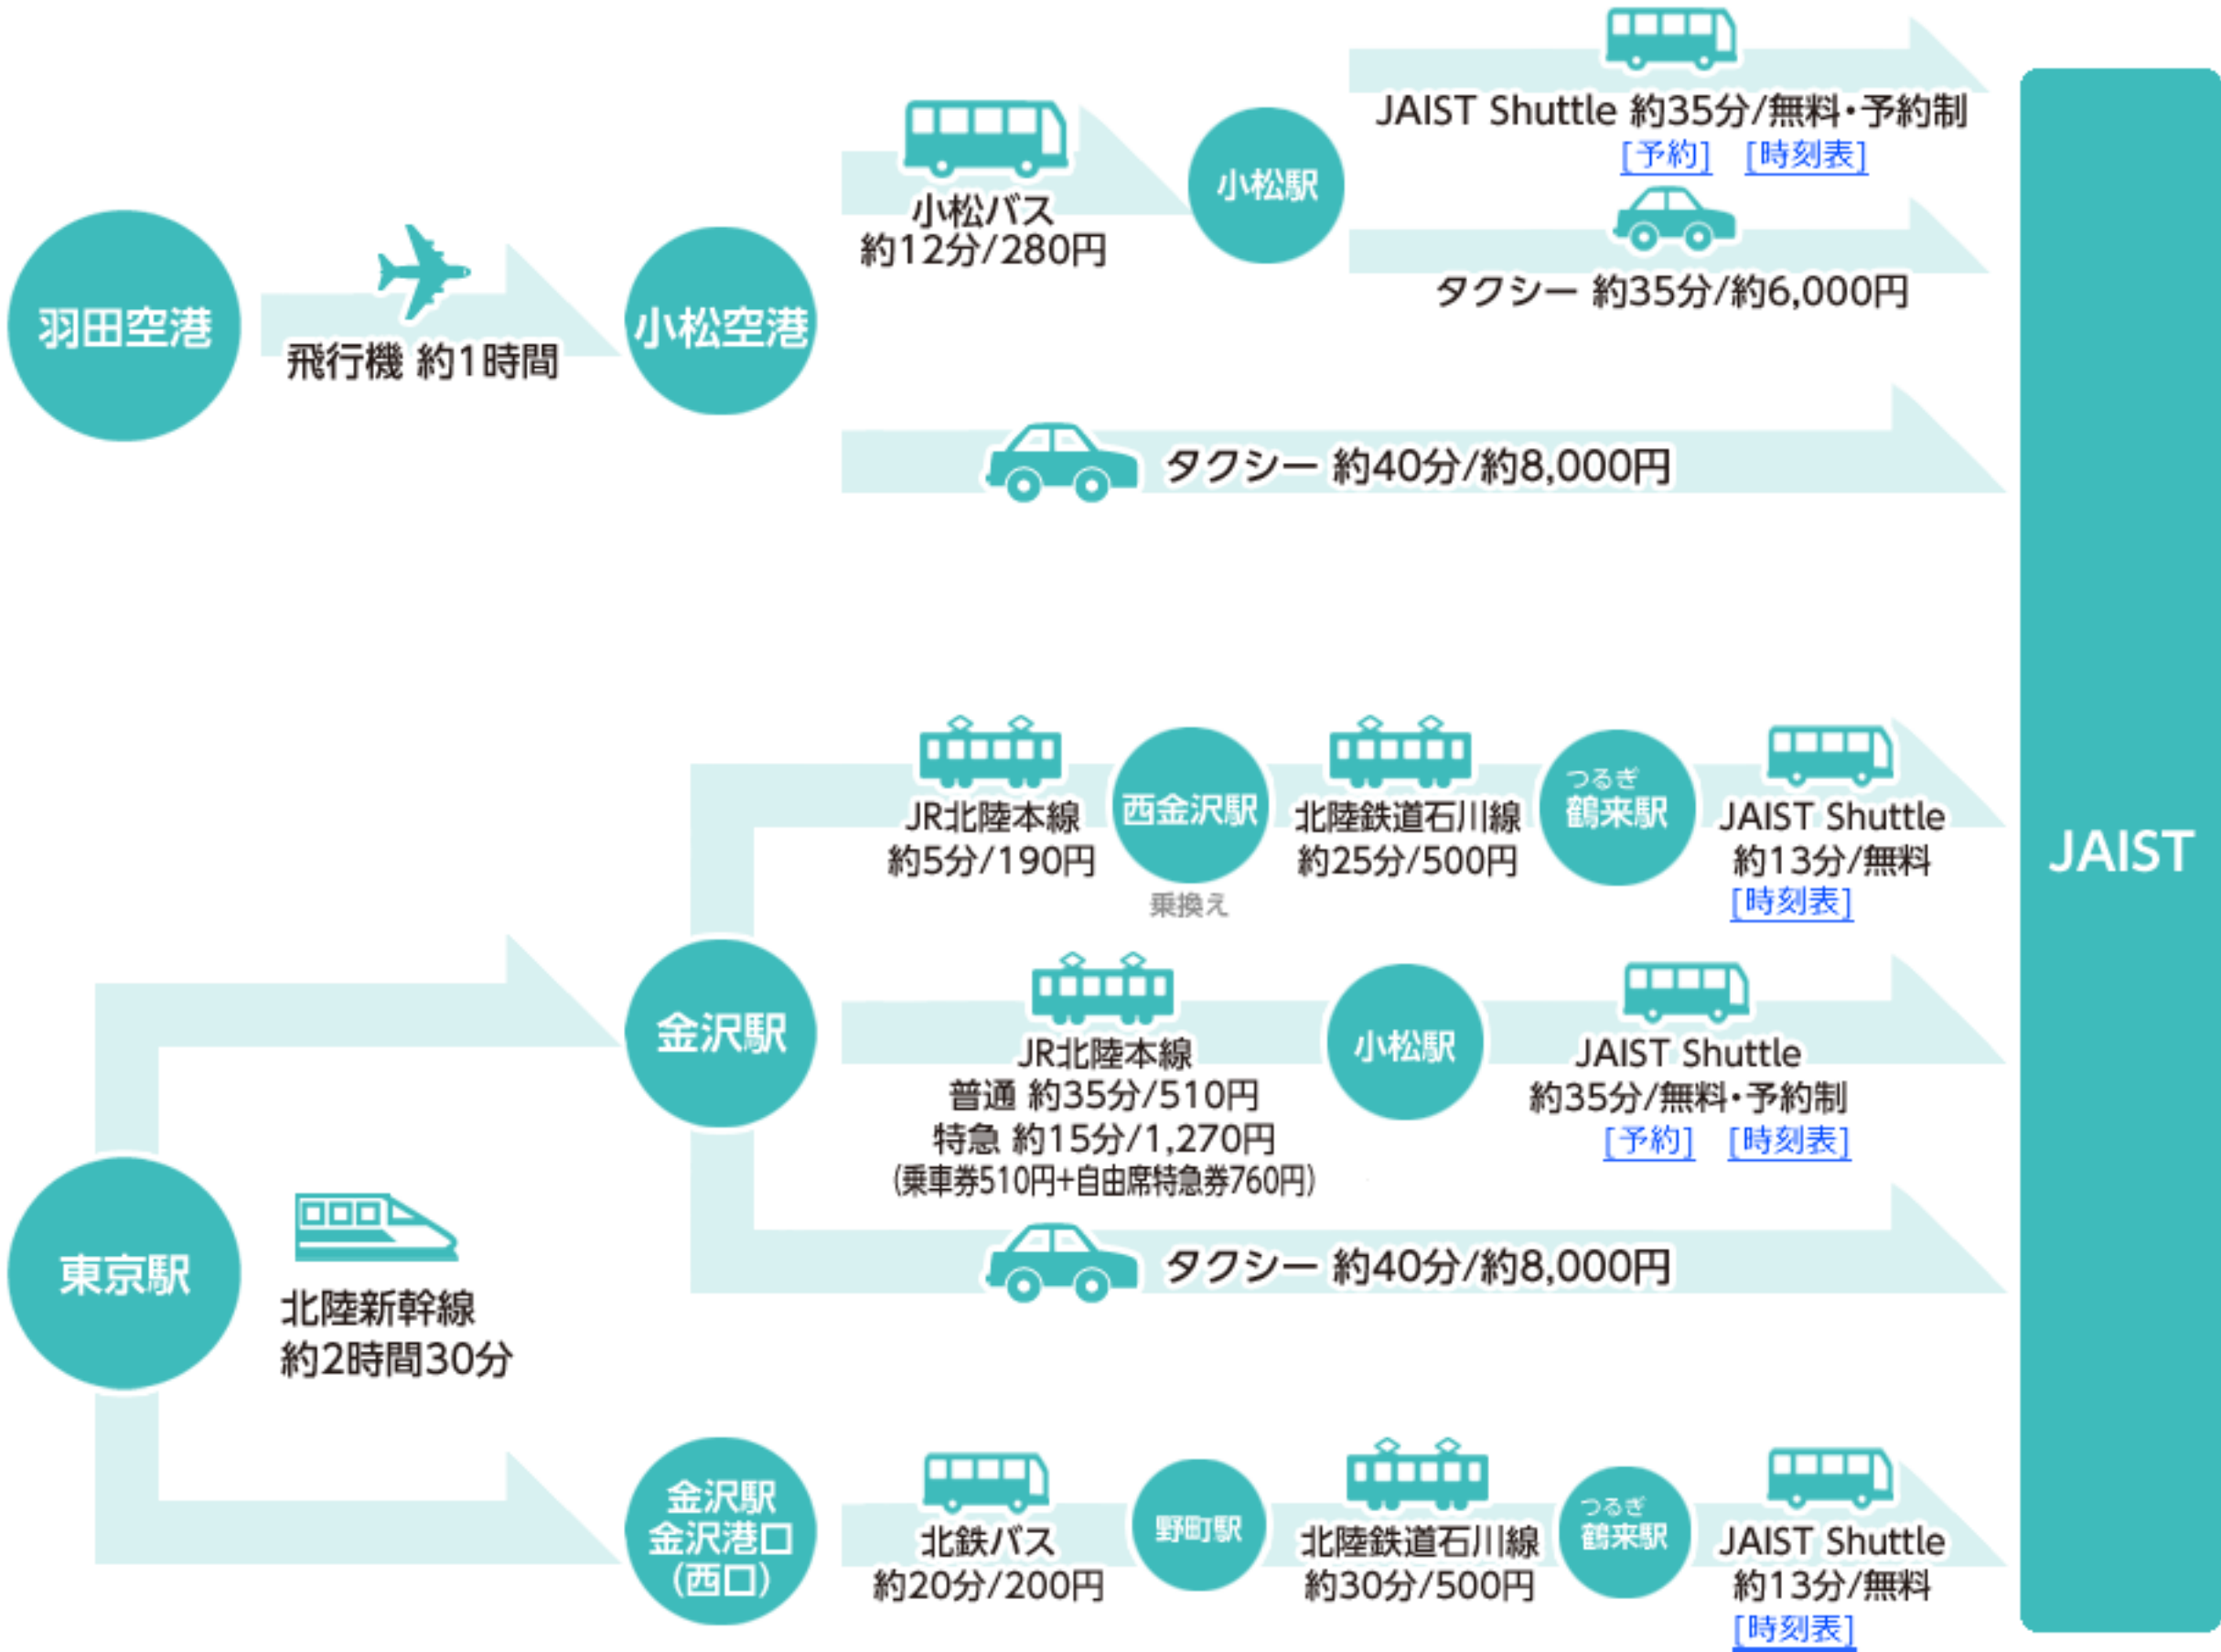 羽田空港
飛行機 約1時間
小松空港
小松バス
約12分/280円
小松駅
JAIST Shuttle 約35分/無料・予約制
[予約] [時刻表]
タクシー 約35分/約6,000円
タクシー 約40分/約8,000円
東京駅
北陸新幹線
約2時間30分
金沢駅
JR北陸本線
約5分/190円
西金沢駅
乗換え
北陸鉄道石川線
約25分/500円
つるぎ
鶴来駅
JAIST Shuttle
約13分/無料
[時刻表]
JR北陸本線
普通 約35分/510円
特急 約15分/1,270円
(乗車券510円+自由席特急券760円)
小松駅
JAIST Shuttle
約35分/無料・予約制
[予約] [時刻表]
タクシー 約40分/約8,000円
金沢駅
金沢港口
(西口)
北鉄バス
約20分/200円
野町駅
北陸鉄道石川線
約30分/500円
つるぎ
鶴来駅
JAIST Shuttle
約13分/無料
[時刻表]
JAIST